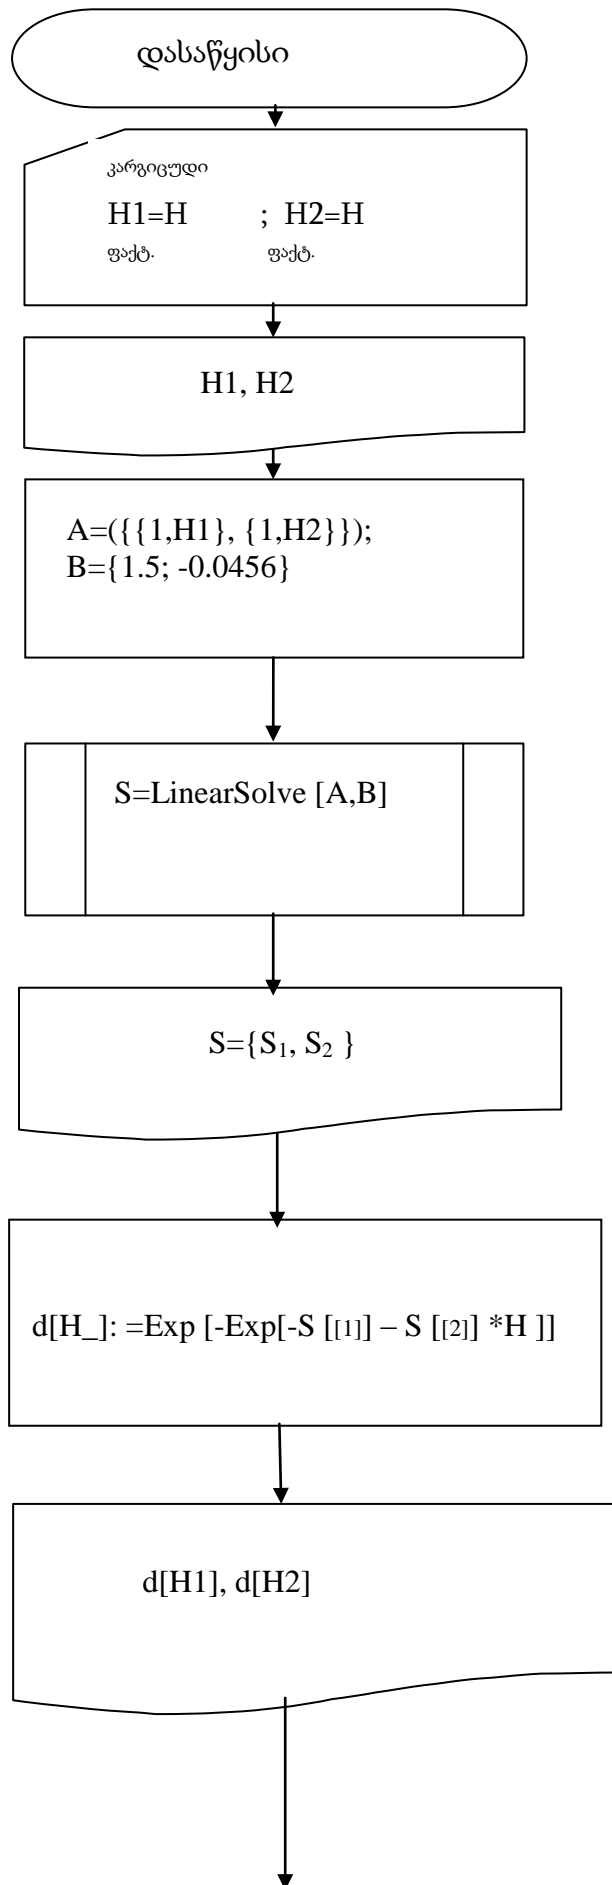 დასაწყისი
კარგიცუდი
H1=H ; H2=H
ფაქტ. ფაქტ.
H1, H2
A=({{1,H1}, {1,H2}});
B={1.5; -0.0456}
S=LinearSolve [A,B]
S={S₁, S₂ }
d[H_]: =Exp [-Exp[-S [[1]] – S [[2]] *H ]]
d[H1], d[H2]